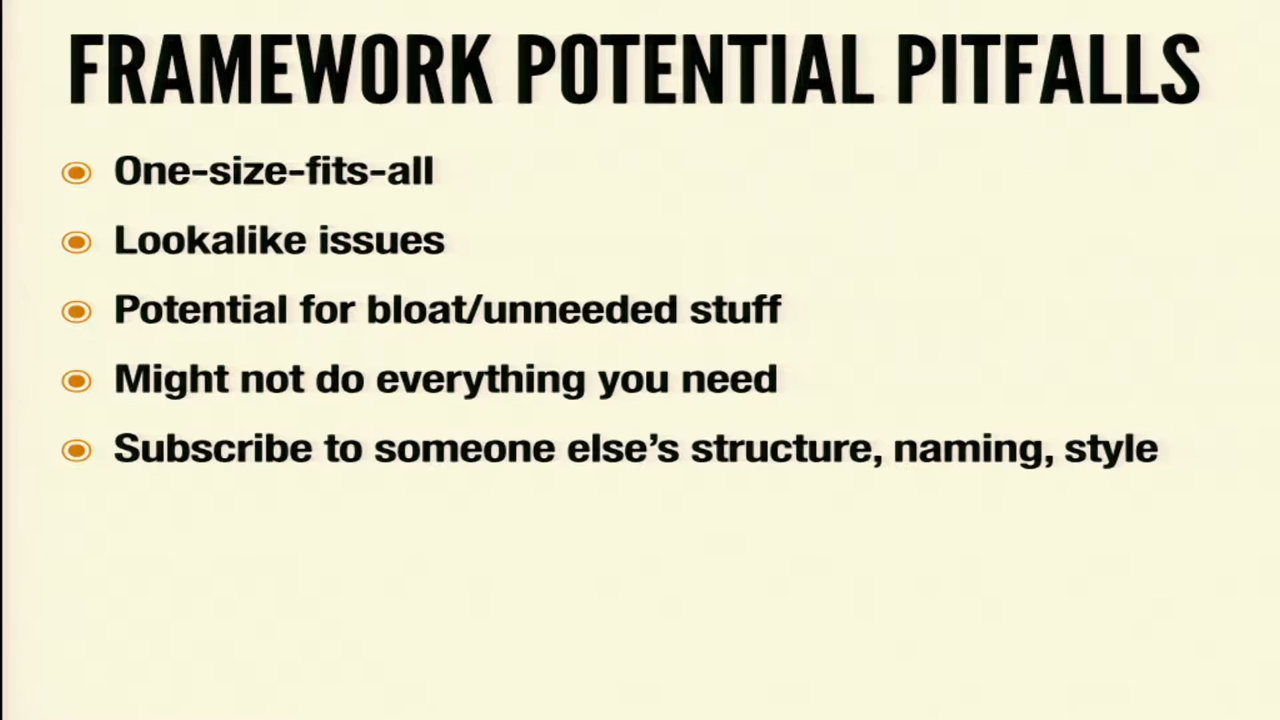 FRAMEWORK POTENTIAL PITFALLS
One-size-fits-all
Lookalike issues
Potential for bloat/unneeded stuff
Might not do everything you need
Subscribe to someone else’s structure, naming, style